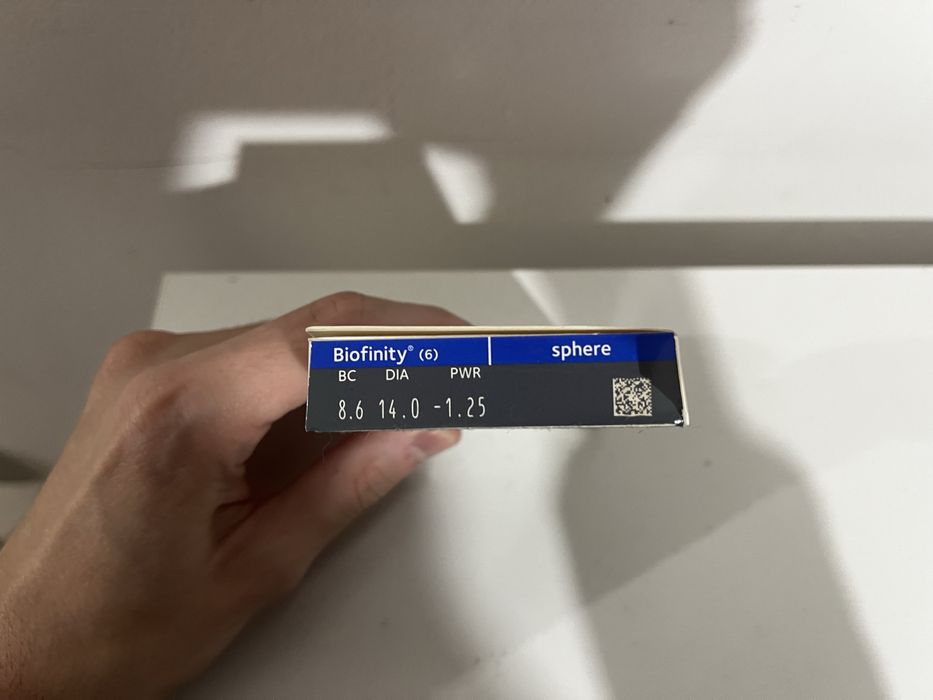 Biofinity® (6) sphere
BC DIA PWR
8.6 14.0 -1.25